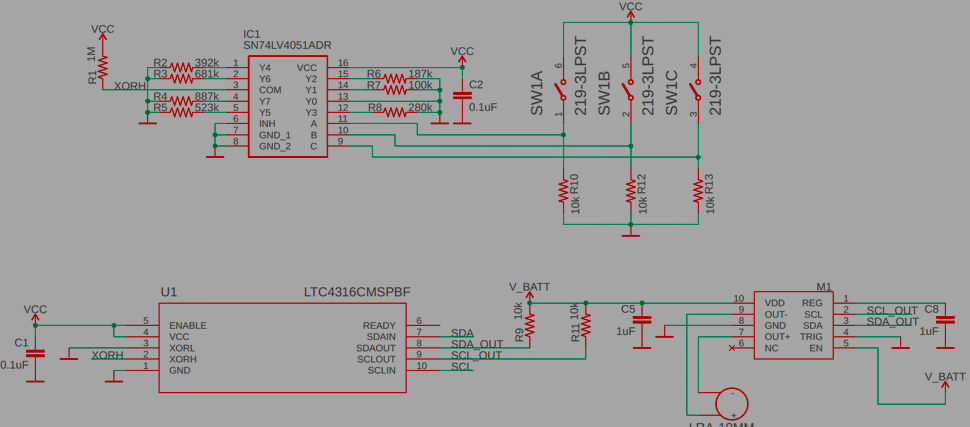 VCC
IC1
SN74LV4051ADR
VCC
R1 1M
XORH
R2 392k
R3 681k
R4 887k
R5 523k
1 Y4
2 Y6
3 COM
4 Y7
5 Y5
6 INH
7 GND_1
8 GND_2
VCC 16
Y2 15
Y1 14
Y0 13
Y3 12
A 11
B 10
C 9
R6 187k
R7 100k
R8 280k
VCC
C2
0.1uF
SW1A
219-3LPST
6
1
SW1B
219-3LPST
5
2
SW1C
219-3LPST
4
3
10k R10
10k R12
10k R13
U1
LTC4316CMSPBF
VCC
C1
0.1uF
XORH
5 ENABLE
4 VCC
3 XORL
2 XORH
1 GND
READY 6
SDAIN 7 SDA
SDAOUT 8 SDA_OUT
SCLOUT 9 SCL_OUT
SCLIN 10 SCL
V_BATT
R9 10k
R11 10k
C5
1uF
M1
10 VDD
9 OUT-
8 GND
7 OUT+
6 NC
REG 1
SCL 2 SCL_OUT
SDA 3 SDA_OUT
TRIG 4
EN 5
C8
1uF
V_BATT
-
+
LRA-10MM